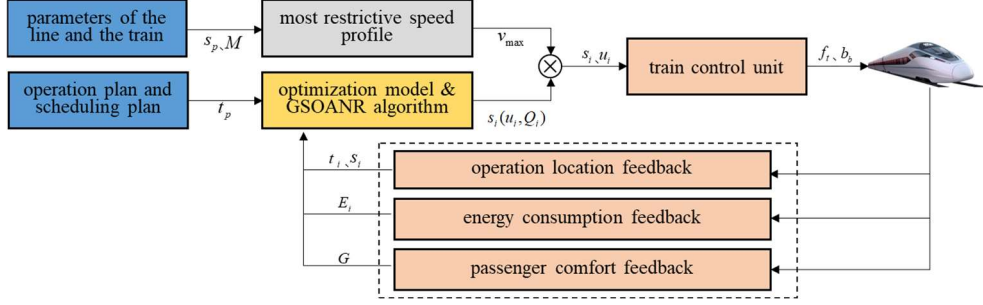 parameters of the
line and the train
s_p、M
most restrictive speed
profile
v_max
operation plan and
scheduling plan
t_p
optimization model &
GSOANR algorithm
s_i(u_i,Q_i)
s_i、u_i
train control unit
f_t、b_b
t_i、s_i
operation location feedback
E_i
energy consumption feedback
G
passenger comfort feedback